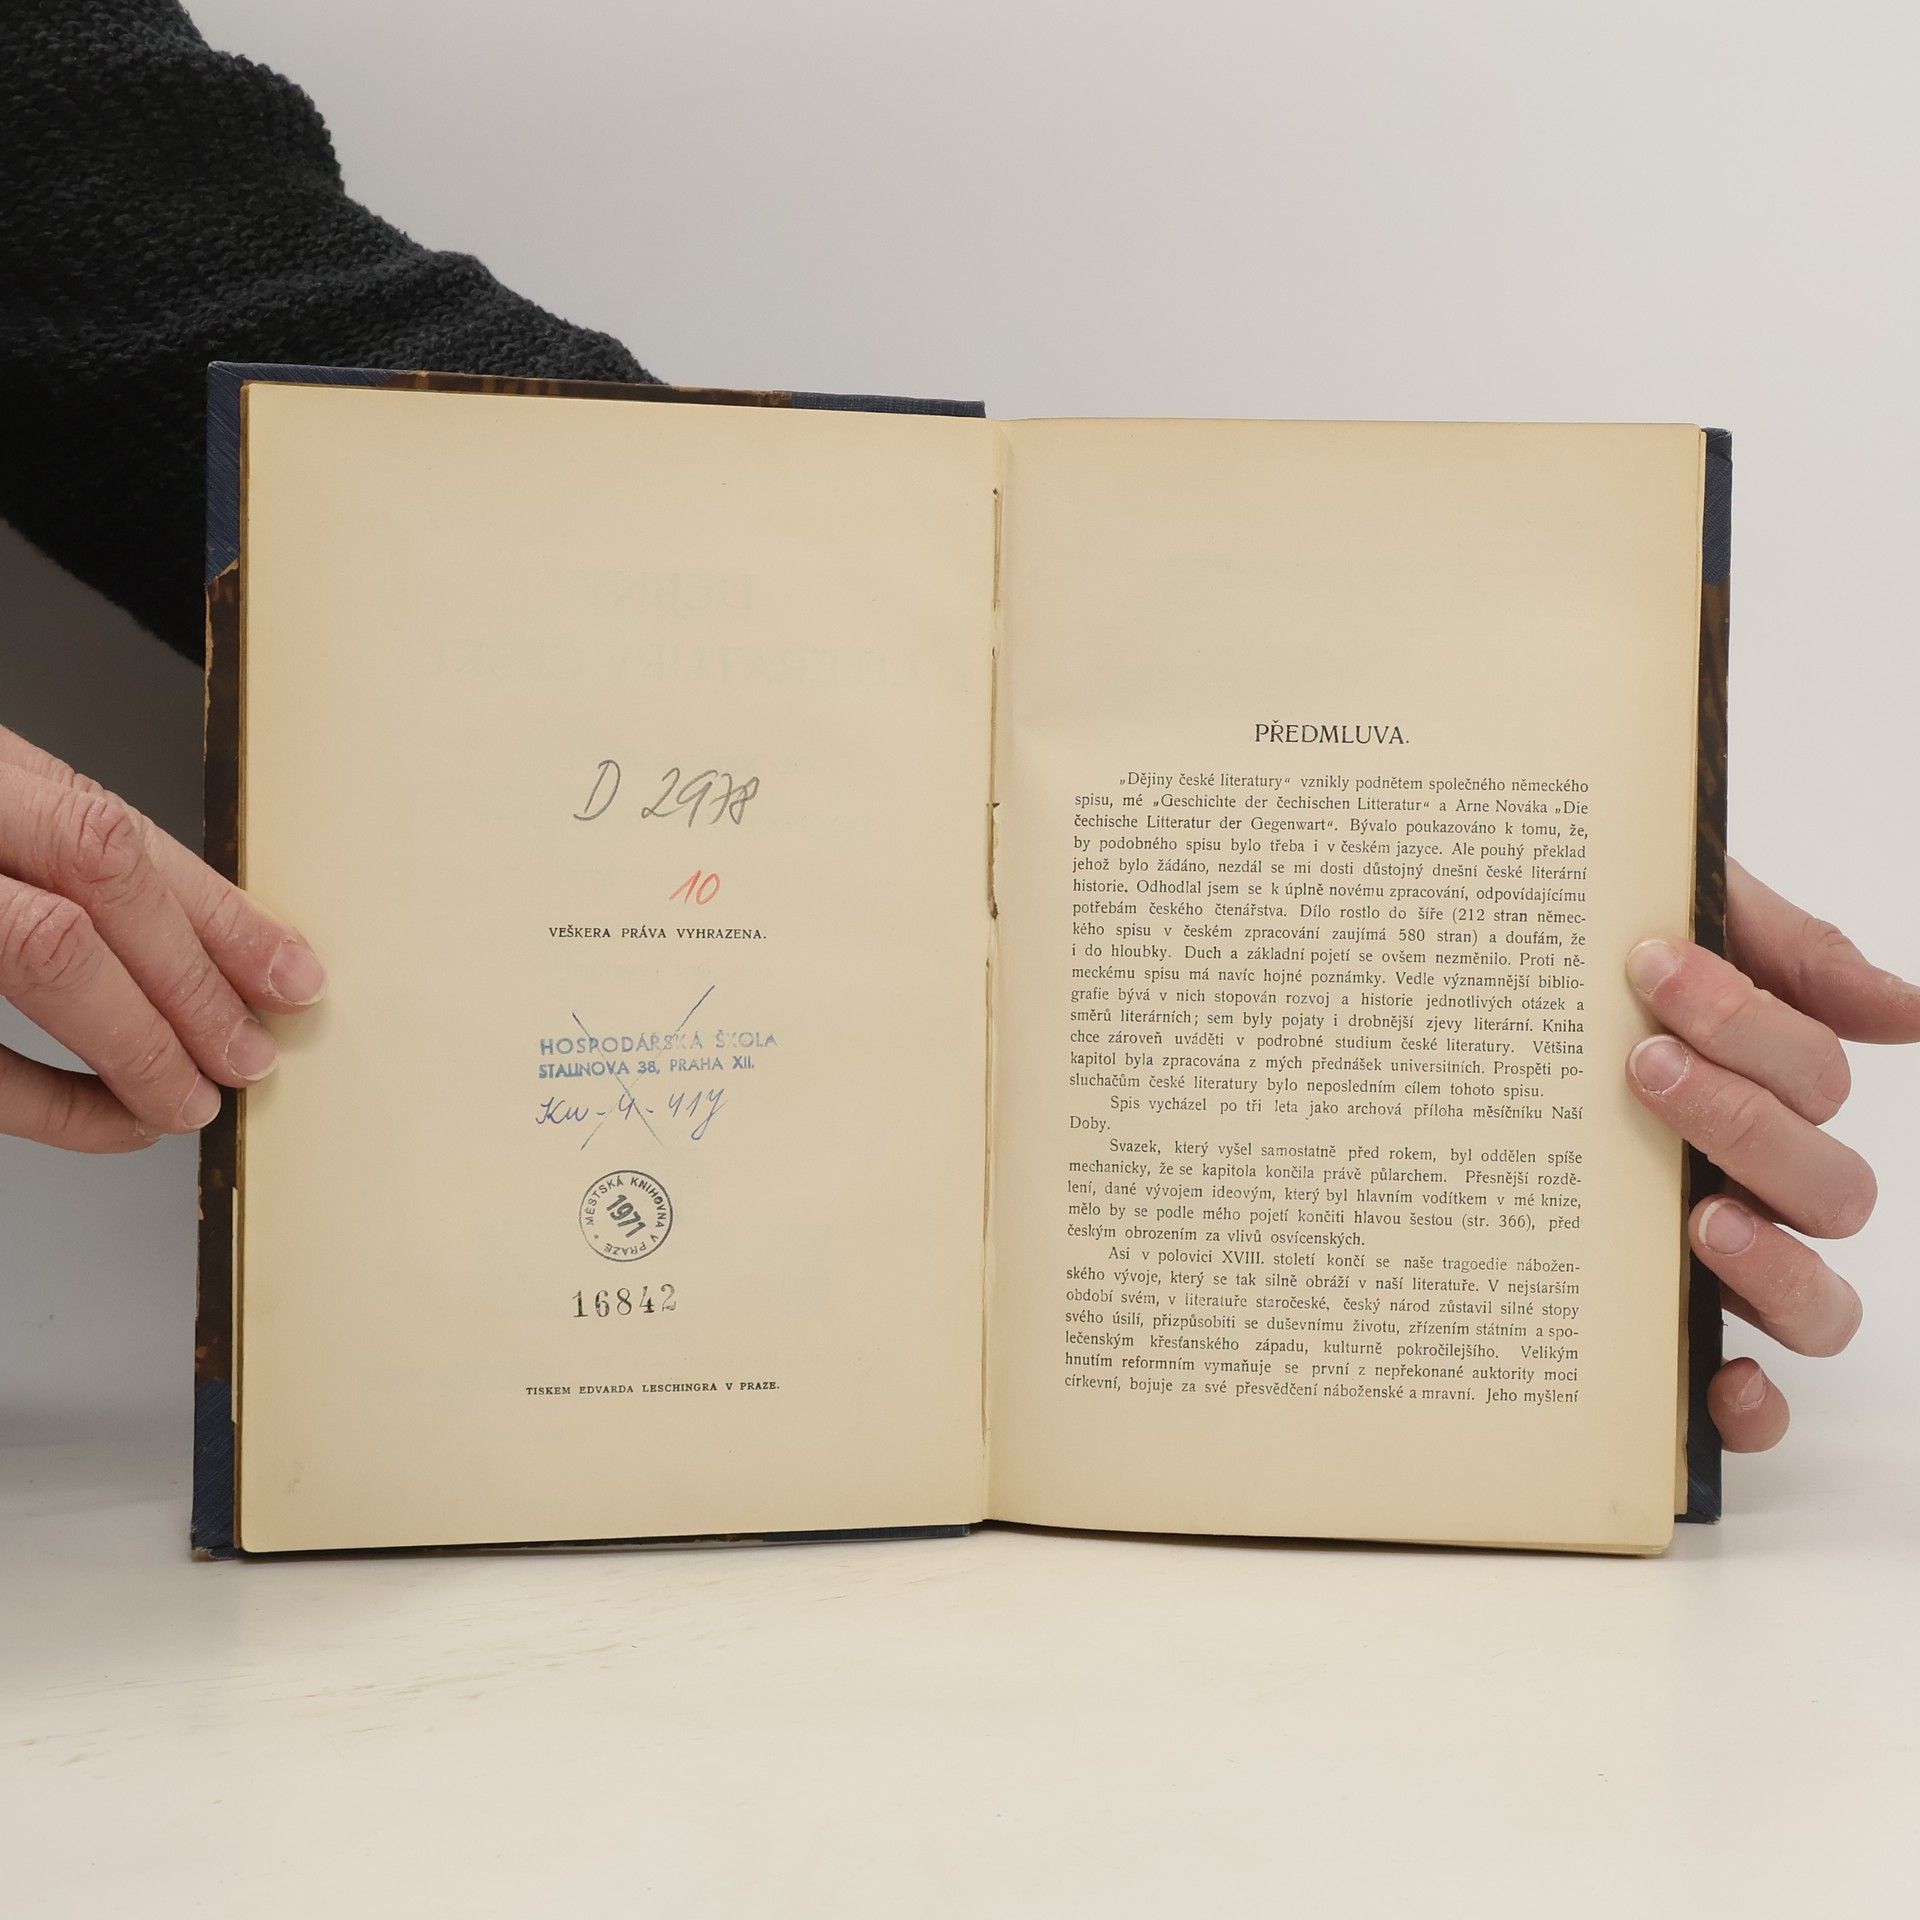 D 2978
10
VEŠKERA PRÁVA VYHRAZENA.
HOSPODÁŘSKÁ ŠKOLA
STALINOVA 38, PRAHA XII.
MĚSTSKÁ KNIHOVNA V PRAZE
1971
16842
TISKEM EDVARDA LESCHINGRA V PRAZE.
PŘEDMLUVA.
„Dějiny české literatury“ vznikly podnětem společného německého
spisu, mé „Geschichte der čechischen Litteratur“ a Arne Nováka „Die
čechische Litteratur der Gegenwart“. Bývalo poukazováno k tomu, že,
by podobného spisu bylo třeba i v českém jazyce. Ale pouhý překlad
jehož bylo žádáno, nezdál se mi dosti důstojný dnešní české literární
historie. Odhodlal jsem se k úplně novému zpracování, odpovídajícímu
potřebám českého čtenářstva. Dílo rostlo do šíře (212 stran němec-
kého spisu v českém zpracování zaujímá 580 stran) a doufám, že
i do hloubky. Duch a základní pojetí se ovšem nezměnilo. Proti ně-
meckému spisu má navíc hojné poznámky. Vedle významnější biblio-
grafie bývá v nich stopován rozvoj a historie jednotlivých otázek a
směrů literárních; sem byly pojaty i drobnější zjevy literární. Kniha
chce zároveň uváděti v podrobné studium české literatury. Většina
kapitol byla zpracována z mých přednášek universitních. Prospěti po-
sluchačům české literatury bylo neposledním cílem tohoto spisu.
Spis vycházel po tři leta jako archová příloha měsíčníku Naší
Doby.
Svazek, který vyšel samostatně před rokem, byl oddělen spíše
mechanicky, že se kapitola končila právě půlarchem. Přesnější rozdě-
lení, dané vývojem ideovým, který byl hlavním vodítkem v mé knize,
mělo by se podle mého pojetí končiti hlavou šestou (str. 366), před
českým obrozením za vlivů osvícenských.
Asi v polovici XVIII. století končí se naše tragoedie nábožen-
ského vývoje, který se tak silně obráží v naší literatuře. V nejstarším
období svém, v literatuře staročeské, český národ zůstavil silné stopy
svého úsilí, přizpůsobiti se duševnímu životu, zřízením státním a spo-
lečenským křesťanského západu, kulturně pokročilejšího. Velikým
hnutím reformním vymaňuje se první z nepřekonané auktority moci
církevní, bojuje za své přesvědčení náboženské a mravní. Jeho myšlení